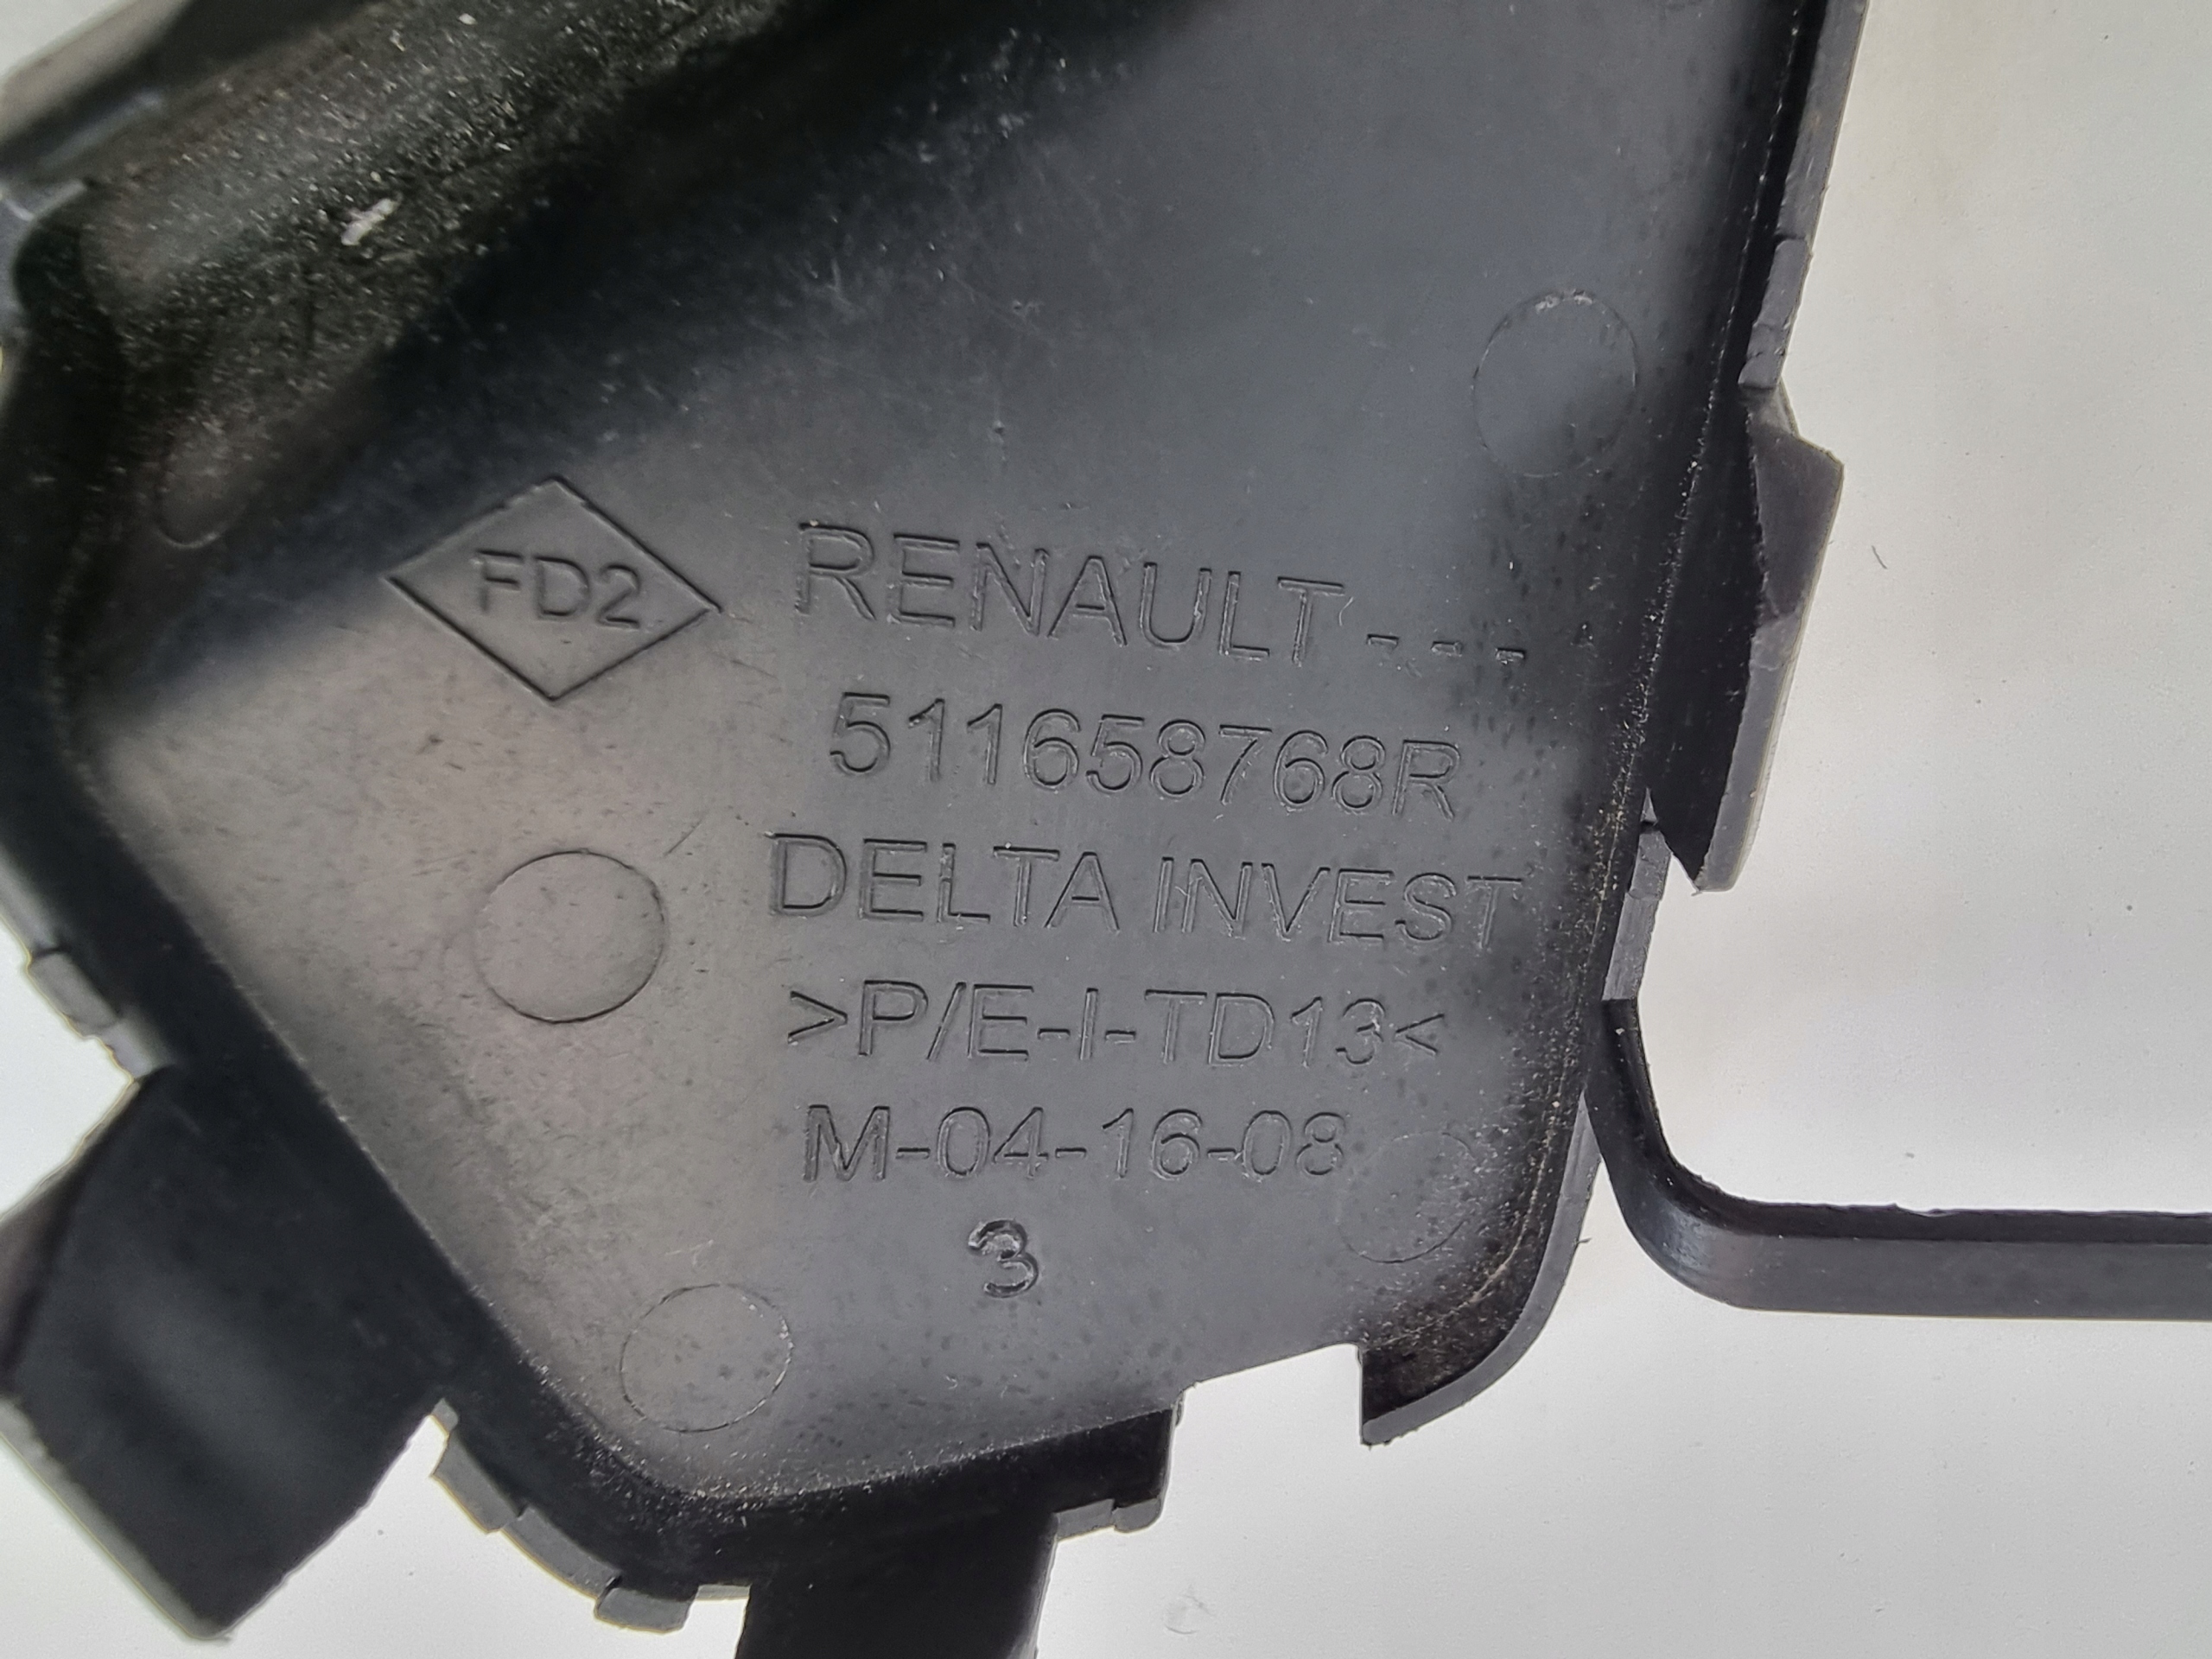 FD2
RENAULT---
511658768R
DELTA INVEST
>P/E-I-TD13<
M-04-16-08
3